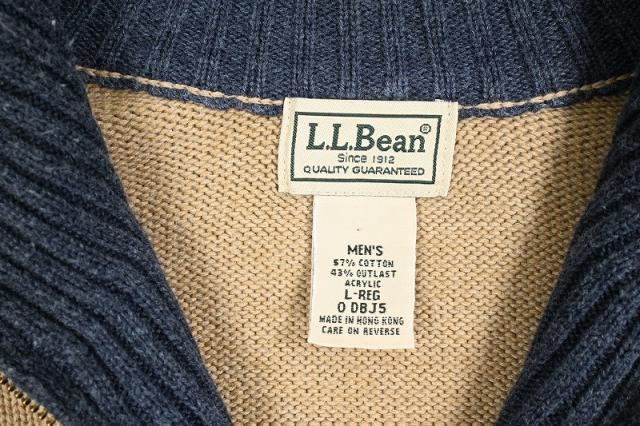 L.L.Bean®
Since 1912
QUALITY GUARANTEED
MEN'S
57% COTTON
43% OUTLAST
ACRYLIC
L-REG
0 DBJ5
MADE IN HONG KONG
CARE ON REVERSE